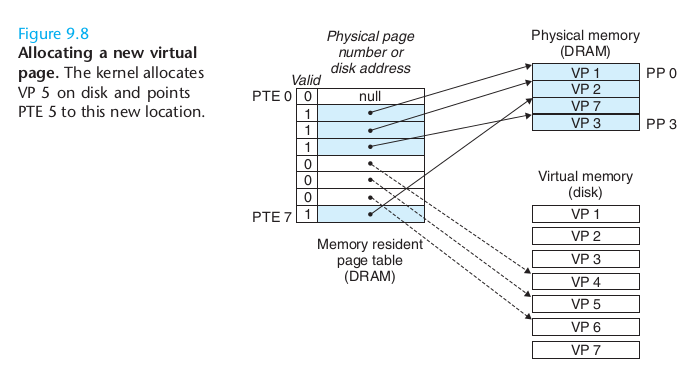 Figure 9.8
Allocating a new virtual
page. The kernel allocates
VP 5 on disk and points
PTE 5 to this new location.
Physical page
number or
disk address
Valid
PTE 0
0
null
1
1
1
0
0
0
PTE 7
1
Memory resident
page table
(DRAM)
Physical memory
(DRAM)
VP 1
PP 0
VP 2
VP 7
VP 3
PP 3
Virtual memory
(disk)
VP 1
VP 2
VP 3
VP 4
VP 5
VP 6
VP 7